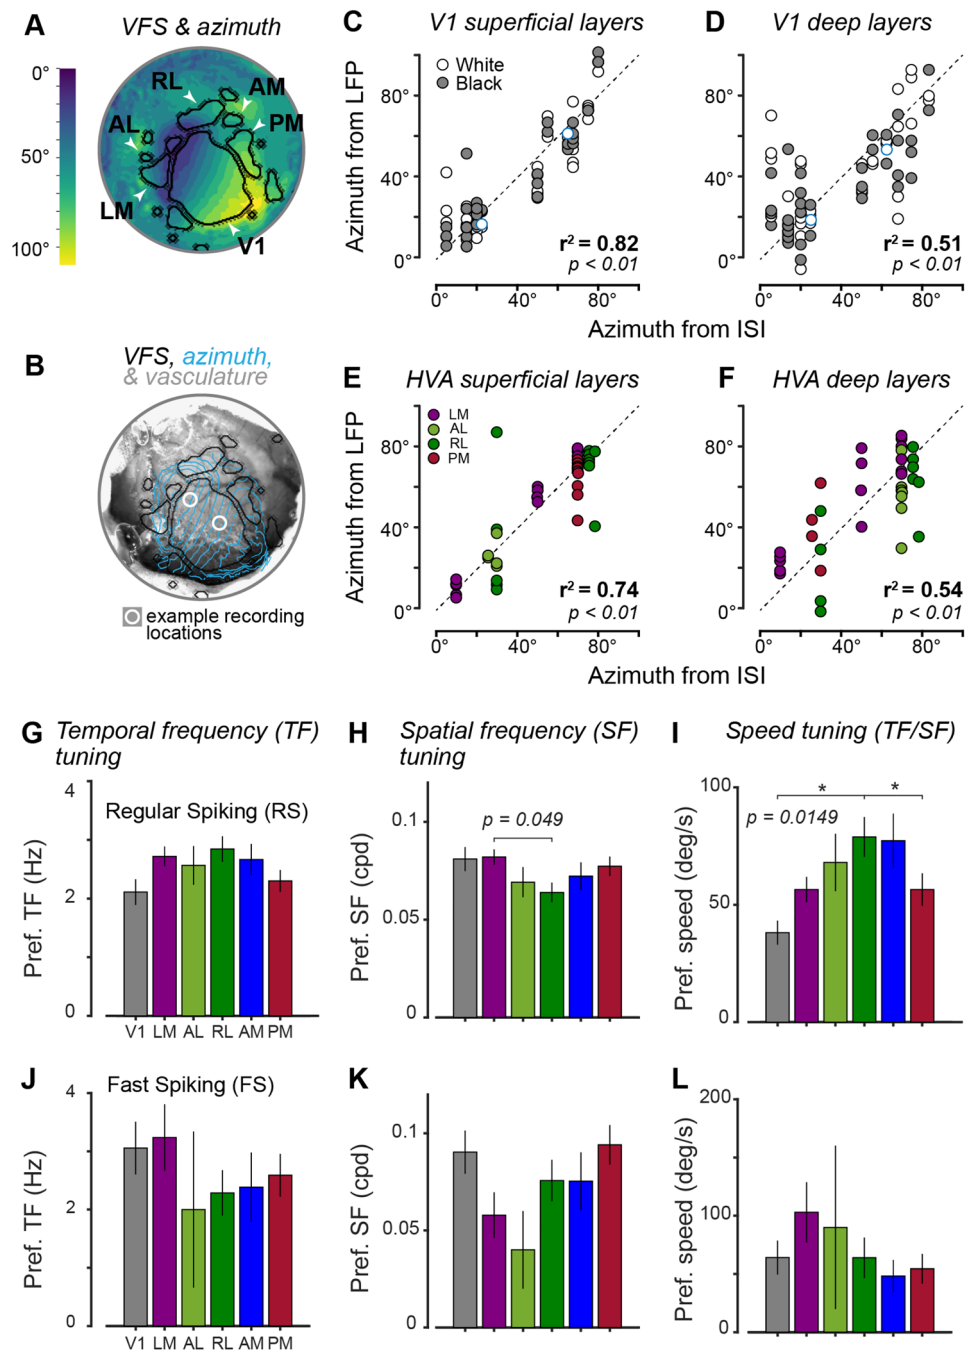 A
VFS & azimuth
0°
50°
100°
RL
AM
AL
PM
LM
V1
B
VFS, azimuth,
& vasculature
example recording
locations
C
V1 superficial layers
White
Black
Azimuth from LFP
80°
40°
0°
r² = 0.82
p < 0.01
0°
40°
80°
Azimuth from ISI
D
V1 deep layers
80°
40°
0°
r² = 0.51
p < 0.01
0°
40°
80°
E
HVA superficial layers
LM
AL
RL
PM
Azimuth from LFP
80°
40°
0°
r² = 0.74
p < 0.01
0°
40°
80°
Azimuth from ISI
F
HVA deep layers
80°
40°
0°
r² = 0.54
p < 0.01
0°
40°
80°
G
Temporal frequency (TF)
tuning
Regular Spiking (RS)
Pref. TF (Hz)
4
2
0
V1 LM AL RL AM PM
H
Spatial frequency (SF)
tuning
p = 0.049
Pref. SF (cpd)
0.1
0.05
0
I
Speed tuning (TF/SF)
* *
p = 0.0149
Pref. speed (deg/s)
100
50
0
J
Fast Spiking (FS)
Pref. TF (Hz)
4
2
0
V1 LM AL RL AM PM
K
Pref. SF (cpd)
0.1
0.05
0
L
Pref. speed (deg/s)
200
100
0